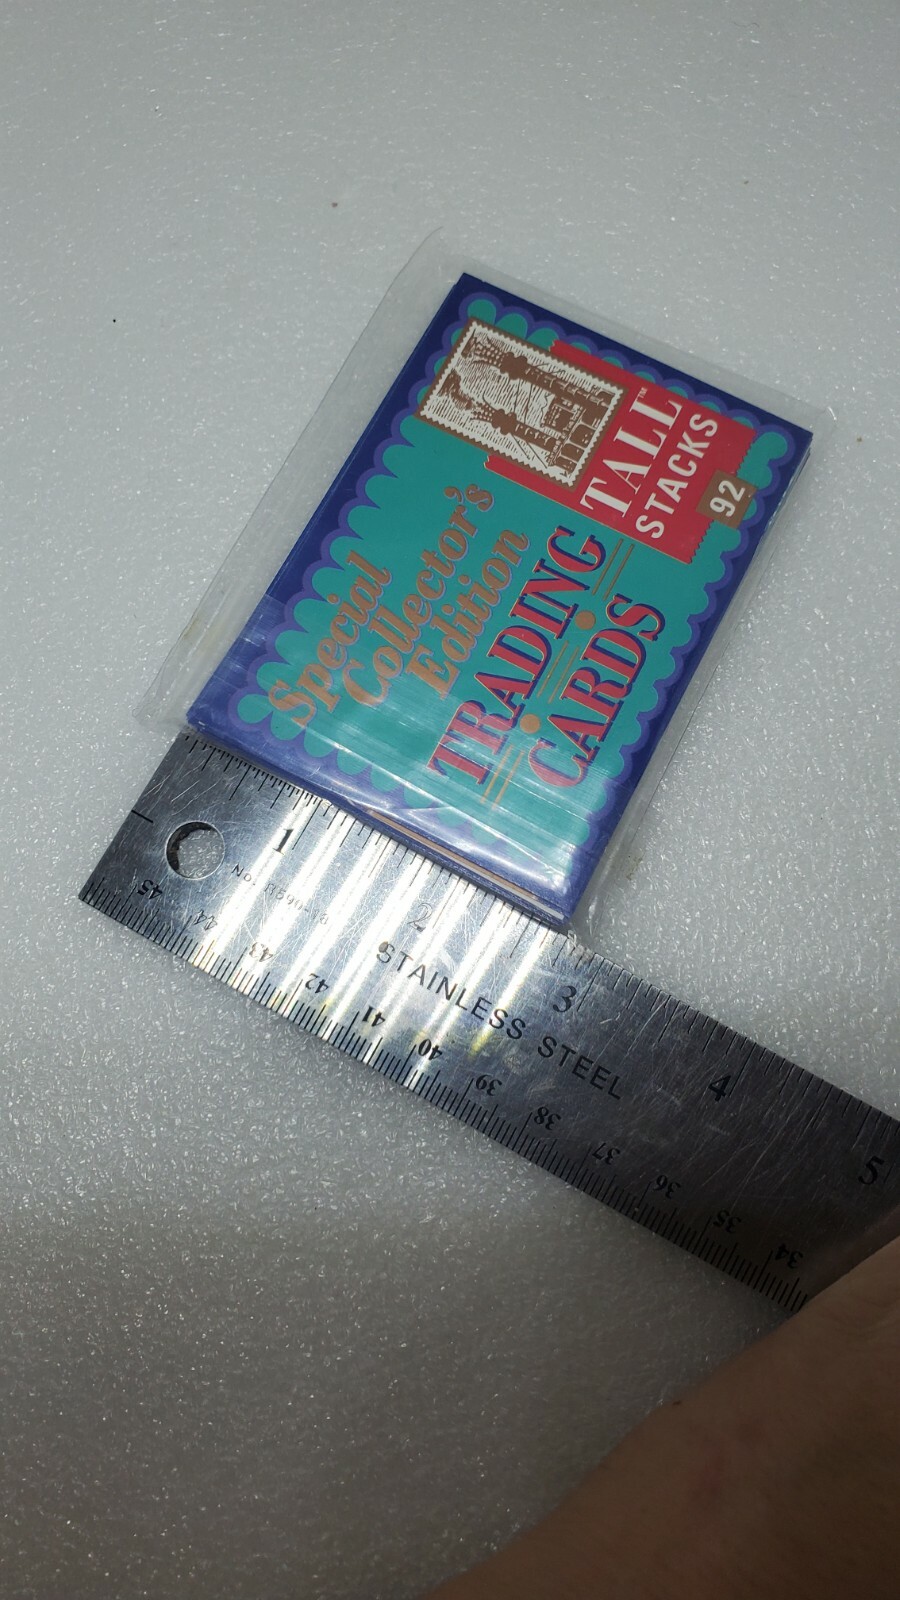 TALL™
STACKS
92
Special
Collector's
Edition
TRADING
CARDS
1 2 3 4 5
STAINLESS STEEL
45 44 43 42 41 40 39 38 37 36 35 34